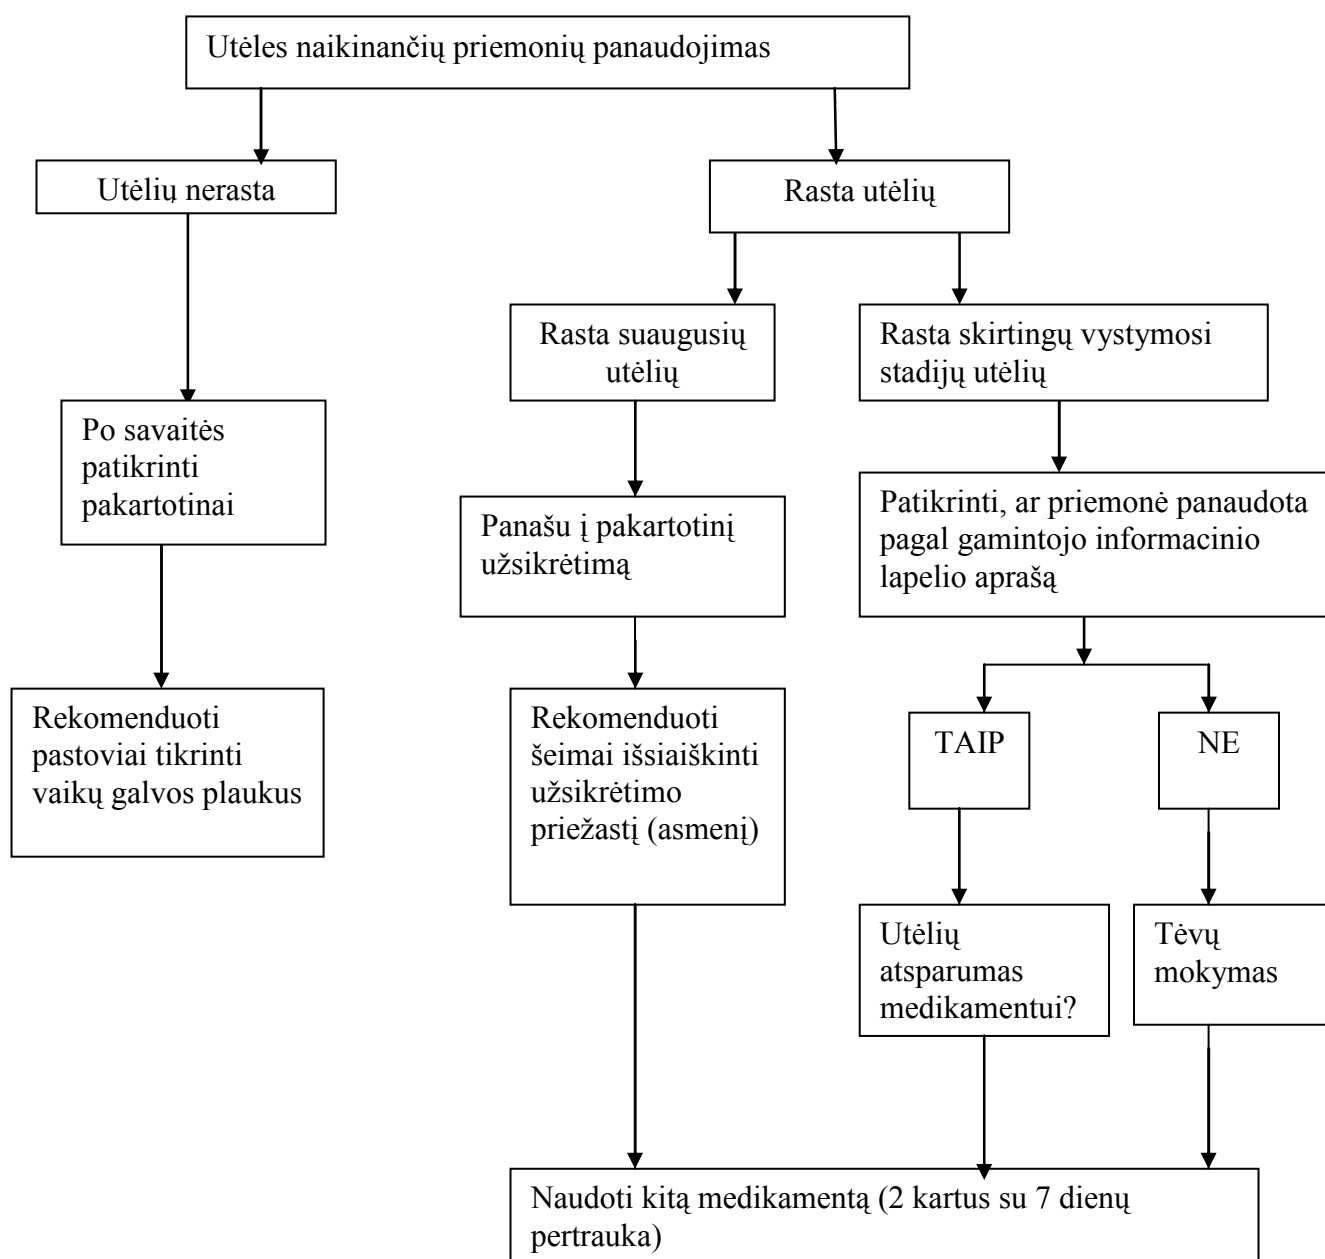 Utėles naikinančių priemonių panaudojimas
Utėlių nerasta
Rasta utėlių
Rasta suaugusių
utėlių
Rasta skirtingų vystymosi
stadijų utėlių
Po savaitės
patikrinti
pakartotinai
Panašu į pakartotinį
užsikrėtimą
Patikrinti, ar priemonė panaudota
pagal gamintojo informacinio
lapelio aprašą
Rekomenduoti
pastoviai tikrinti
vaikų galvos plaukus
Rekomenduoti
šeimai išsiaiškinti
užsikrėtimo
priežastį (asmenį)
TAIP
NE
Utėlių
atsparumas
medikamentui?
Tėvų
mokymas
Naudoti kitą medikamentą (2 kartus su 7 dienų
pertrauka)